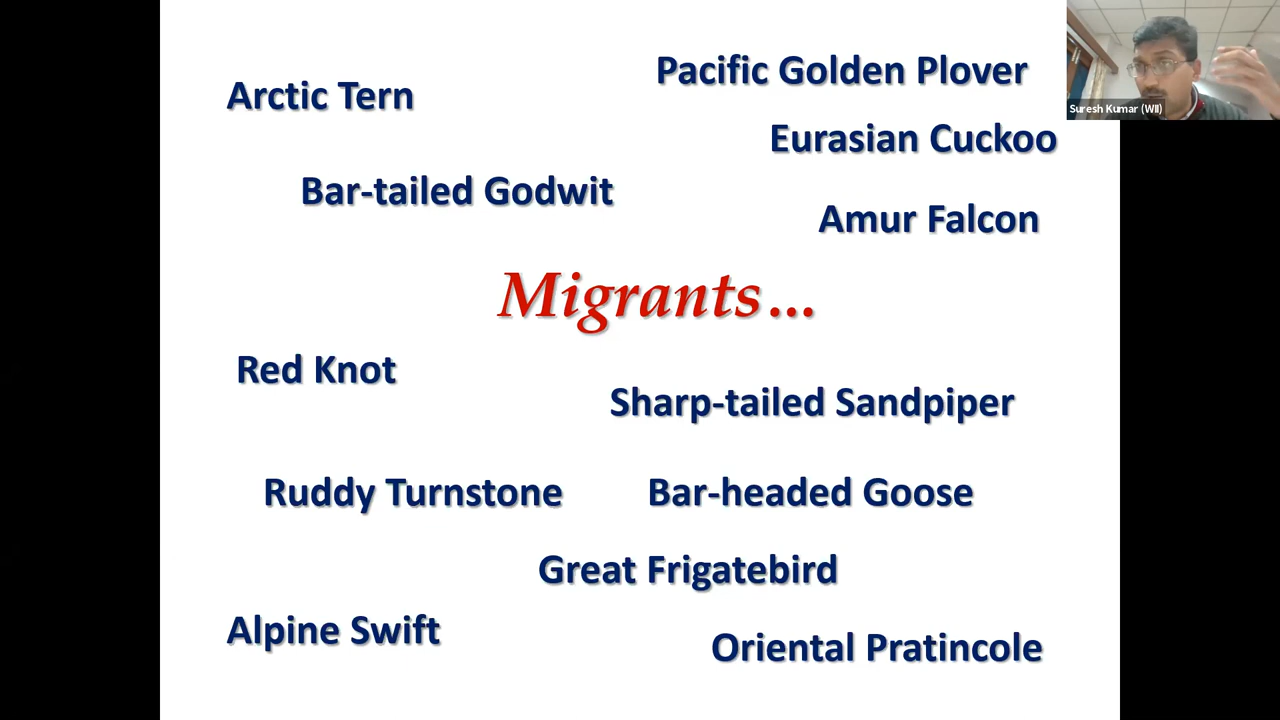 Pacific Golden Plover
Arctic Tern
Suresh Kumar (WII)
Eurasian Cuckoo
Bar-tailed Godwit
Amur Falcon
Migrants...
Red Knot
Sharp-tailed Sandpiper
Ruddy Turnstone
Bar-headed Goose
Great Frigatebird
Alpine Swift
Oriental Pratincole